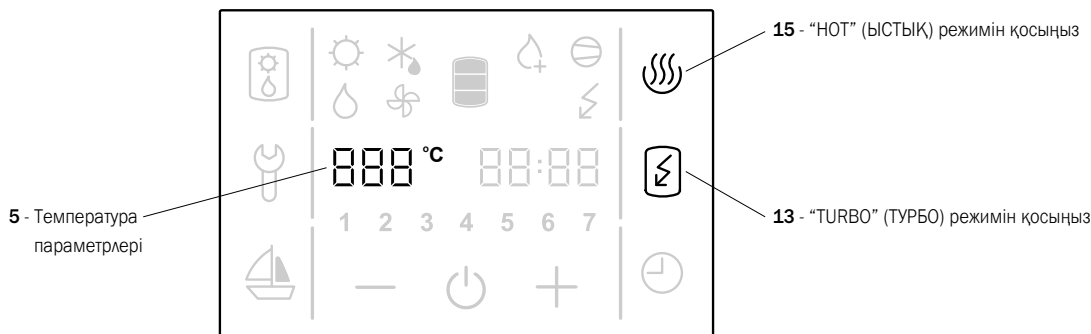 15 - “HOT” (ЫСТЫҚ) режимін қосыңыз
888 °C 88:88
5 - Температура
параметрлері
1 2 3 4 5 6 7
13 - “TURBO” (ТУРБО) режимін қосыңыз